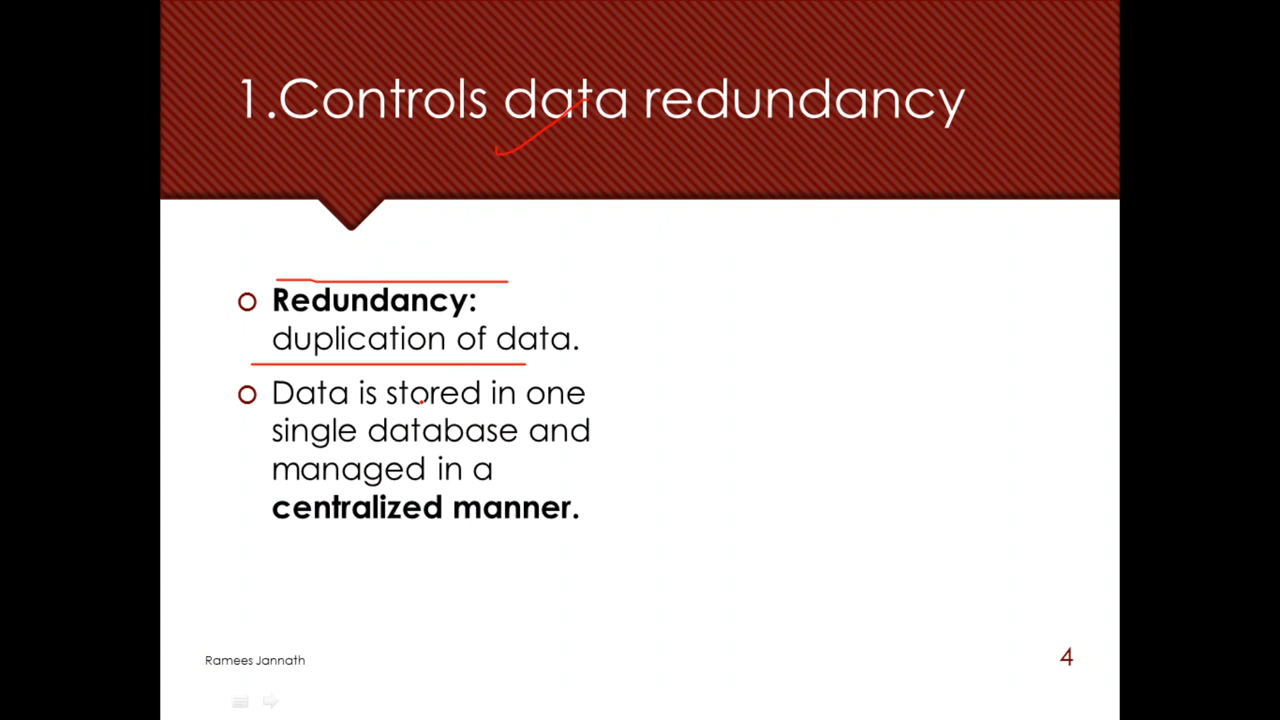 1.Controls data redundancy
Redundancy:
duplication of data.
Data is stored in one
single database and
managed in a
centralized manner.
Ramees Jannath
4